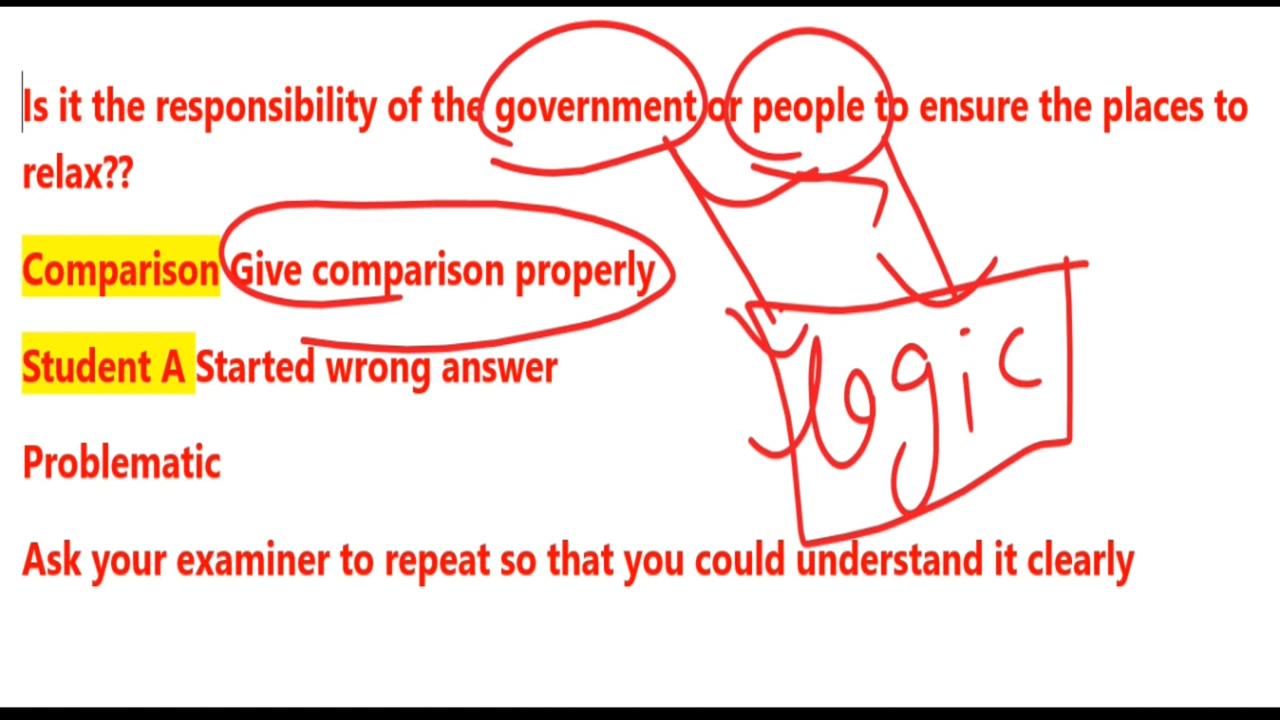 Is it the responsibility of the government or people to ensure the places to
relax??
Comparison Give comparison properly
Student A Started wrong answer
logic
Problematic
Ask your examiner to repeat so that you could understand it clearly